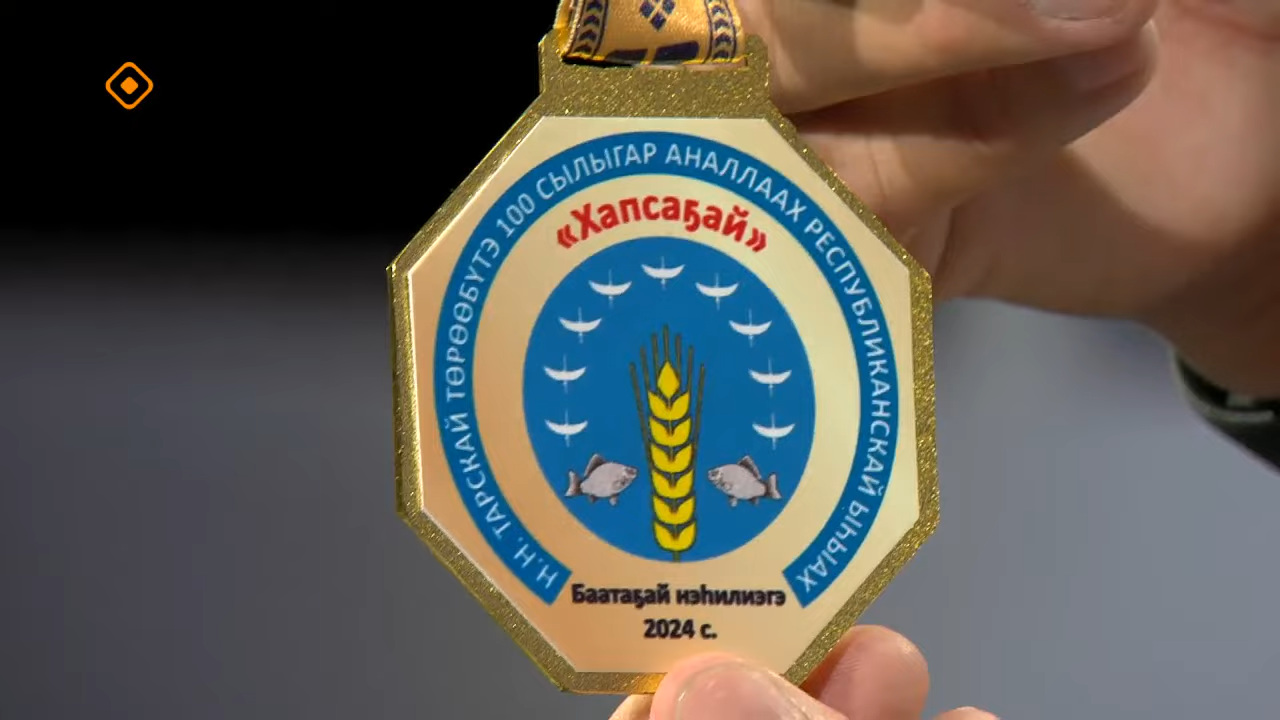 Н.Н. ТАРСКАЙ ТӨРӨӨБҮТЭ 100 СЫЛЫГАР АНАЛЛААХ РЕСПУБЛИКАНСКАЙ ЫҺЫАХ
«Хапсаҕай»
Баатаҕай нэһилиэгэ
2024 с.